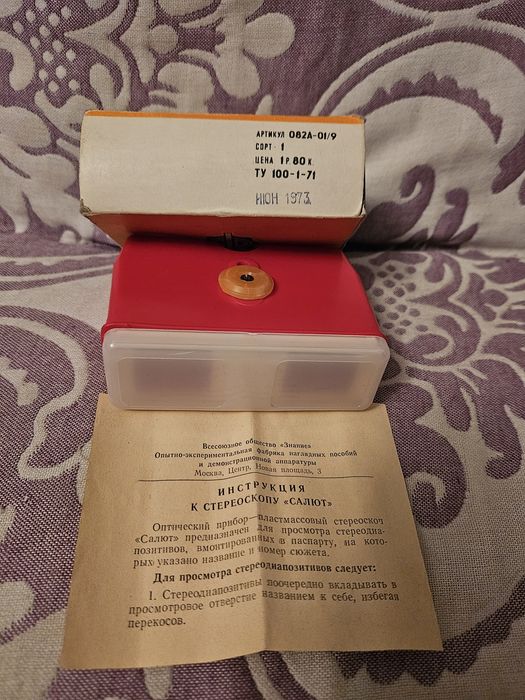 АРТИКУЛ 082А-01/9
СОРТ · 1
ЦЕНА 1 Р. 80 К.
ТУ 100-1-71
ИЮН 1973
Всесоюзное общество «Знание»
Опытно-экспериментальная фабрика наглядных пособий
и демонстрационной аппаратуры
Москва, Центр, Новая площадь, 3
ИНСТРУКЦИЯ
К СТЕРЕОСКОПУ «САЛЮТ»
Оптический прибор—пластмассовый стереоскоп
«Салют» предназначен для просмотра стереодиа-
позитивов, вмонтированных в паспарту, на кото-
рых указано название и номер сюжета.
Для просмотра стереодиапозитивов следует:
1. Стереодиапозитивы поочередно вкладывать в
просмотровое отверстие названием к себе, избегая
перекосов.